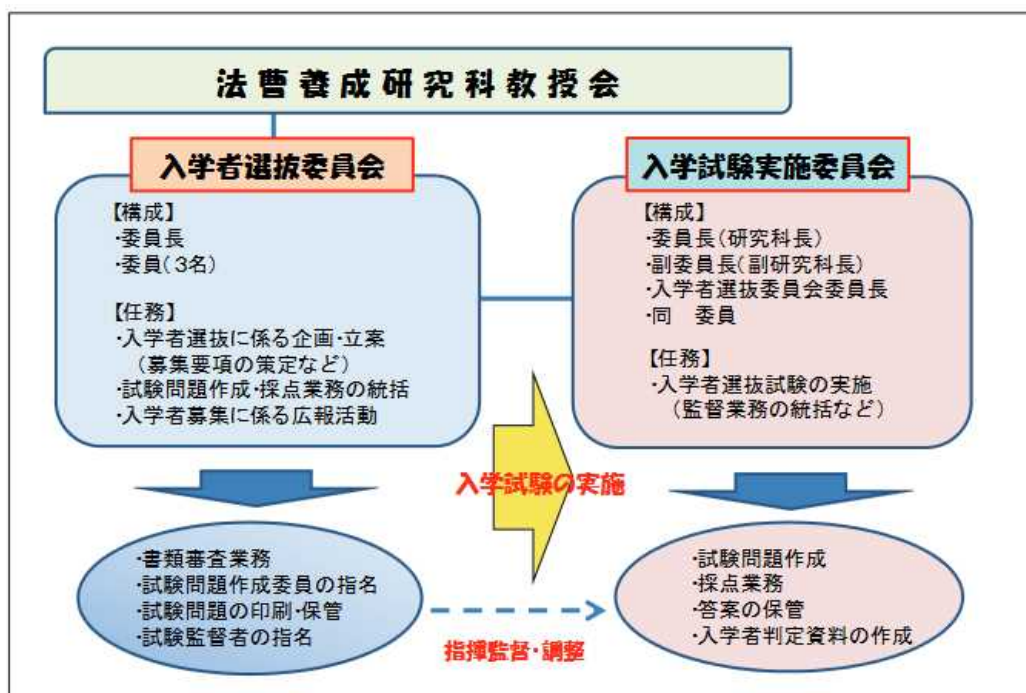 法曹養成研究科教授会
入学者選抜委員会
【構成】
・委員長
・委員(3名)
【任務】
・入学者選抜に係る企画・立案
(募集要項の策定など)
・試験問題作成・採点業務の統括
・入学者募集に係る広報活動
入学試験実施委員会
【構成】
・委員長(研究科長)
・副委員長(副研究科長)
・入学者選抜委員会委員長
・同　委員
【任務】
・入学者選抜試験の実施
(監督業務の統括など)
入学試験の実施
・書類審査業務
・試験問題作成委員の指名
・試験問題の印刷・保管
・試験監督者の指名
指揮監督・調整
・試験問題作成
・採点業務
・答案の保管
・入学者判定資料の作成